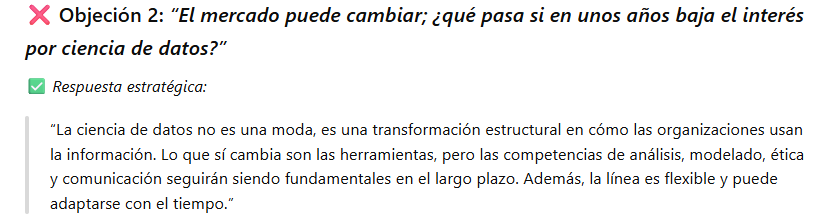 ❌ Objeción 2: “El mercado puede cambiar; ¿qué pasa si en unos años baja el interés
por ciencia de datos?”
✅ Respuesta estratégica:
“La ciencia de datos no es una moda, es una transformación estructural en cómo las organizaciones usan
la información. Lo que sí cambia son las herramientas, pero las competencias de análisis, modelado, ética
y comunicación seguirán siendo fundamentales en el largo plazo. Además, la línea es flexible y puede
adaptarse con el tiempo.”